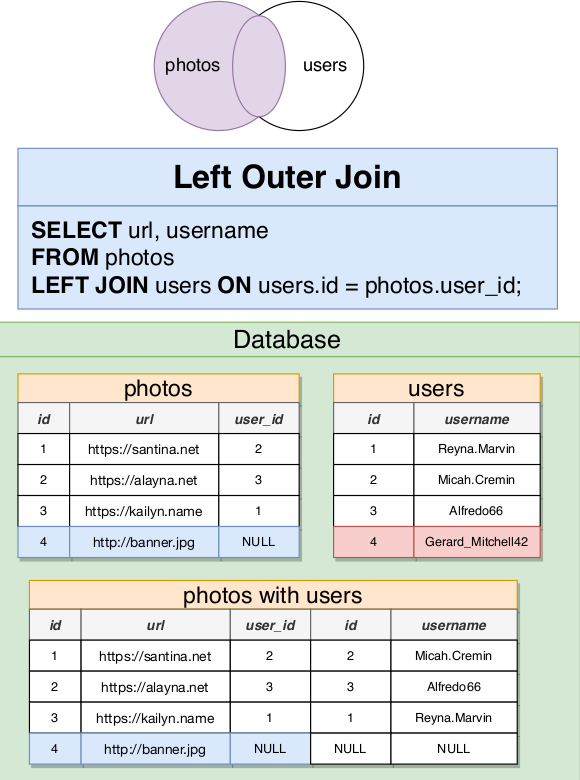 photos users
Left Outer Join
SELECT url, username
FROM photos
LEFT JOIN users ON users.id = photos.user_id;
Database
photos
id url user_id
1 https://santina.net 2
2 https://alayna.net 3
3 https://kailyn.name 1
4 http://banner.jpg NULL
users
id username
1 Reyna.Marvin
2 Micah.Cremin
3 Alfredo66
4 Gerard_Mitchell42
photos with users
id url user_id id username
1 https://santina.net 2 2 Micah.Cremin
2 https://alayna.net 3 3 Alfredo66
3 https://kailyn.name 1 1 Reyna.Marvin
4 http://banner.jpg NULL NULL NULL